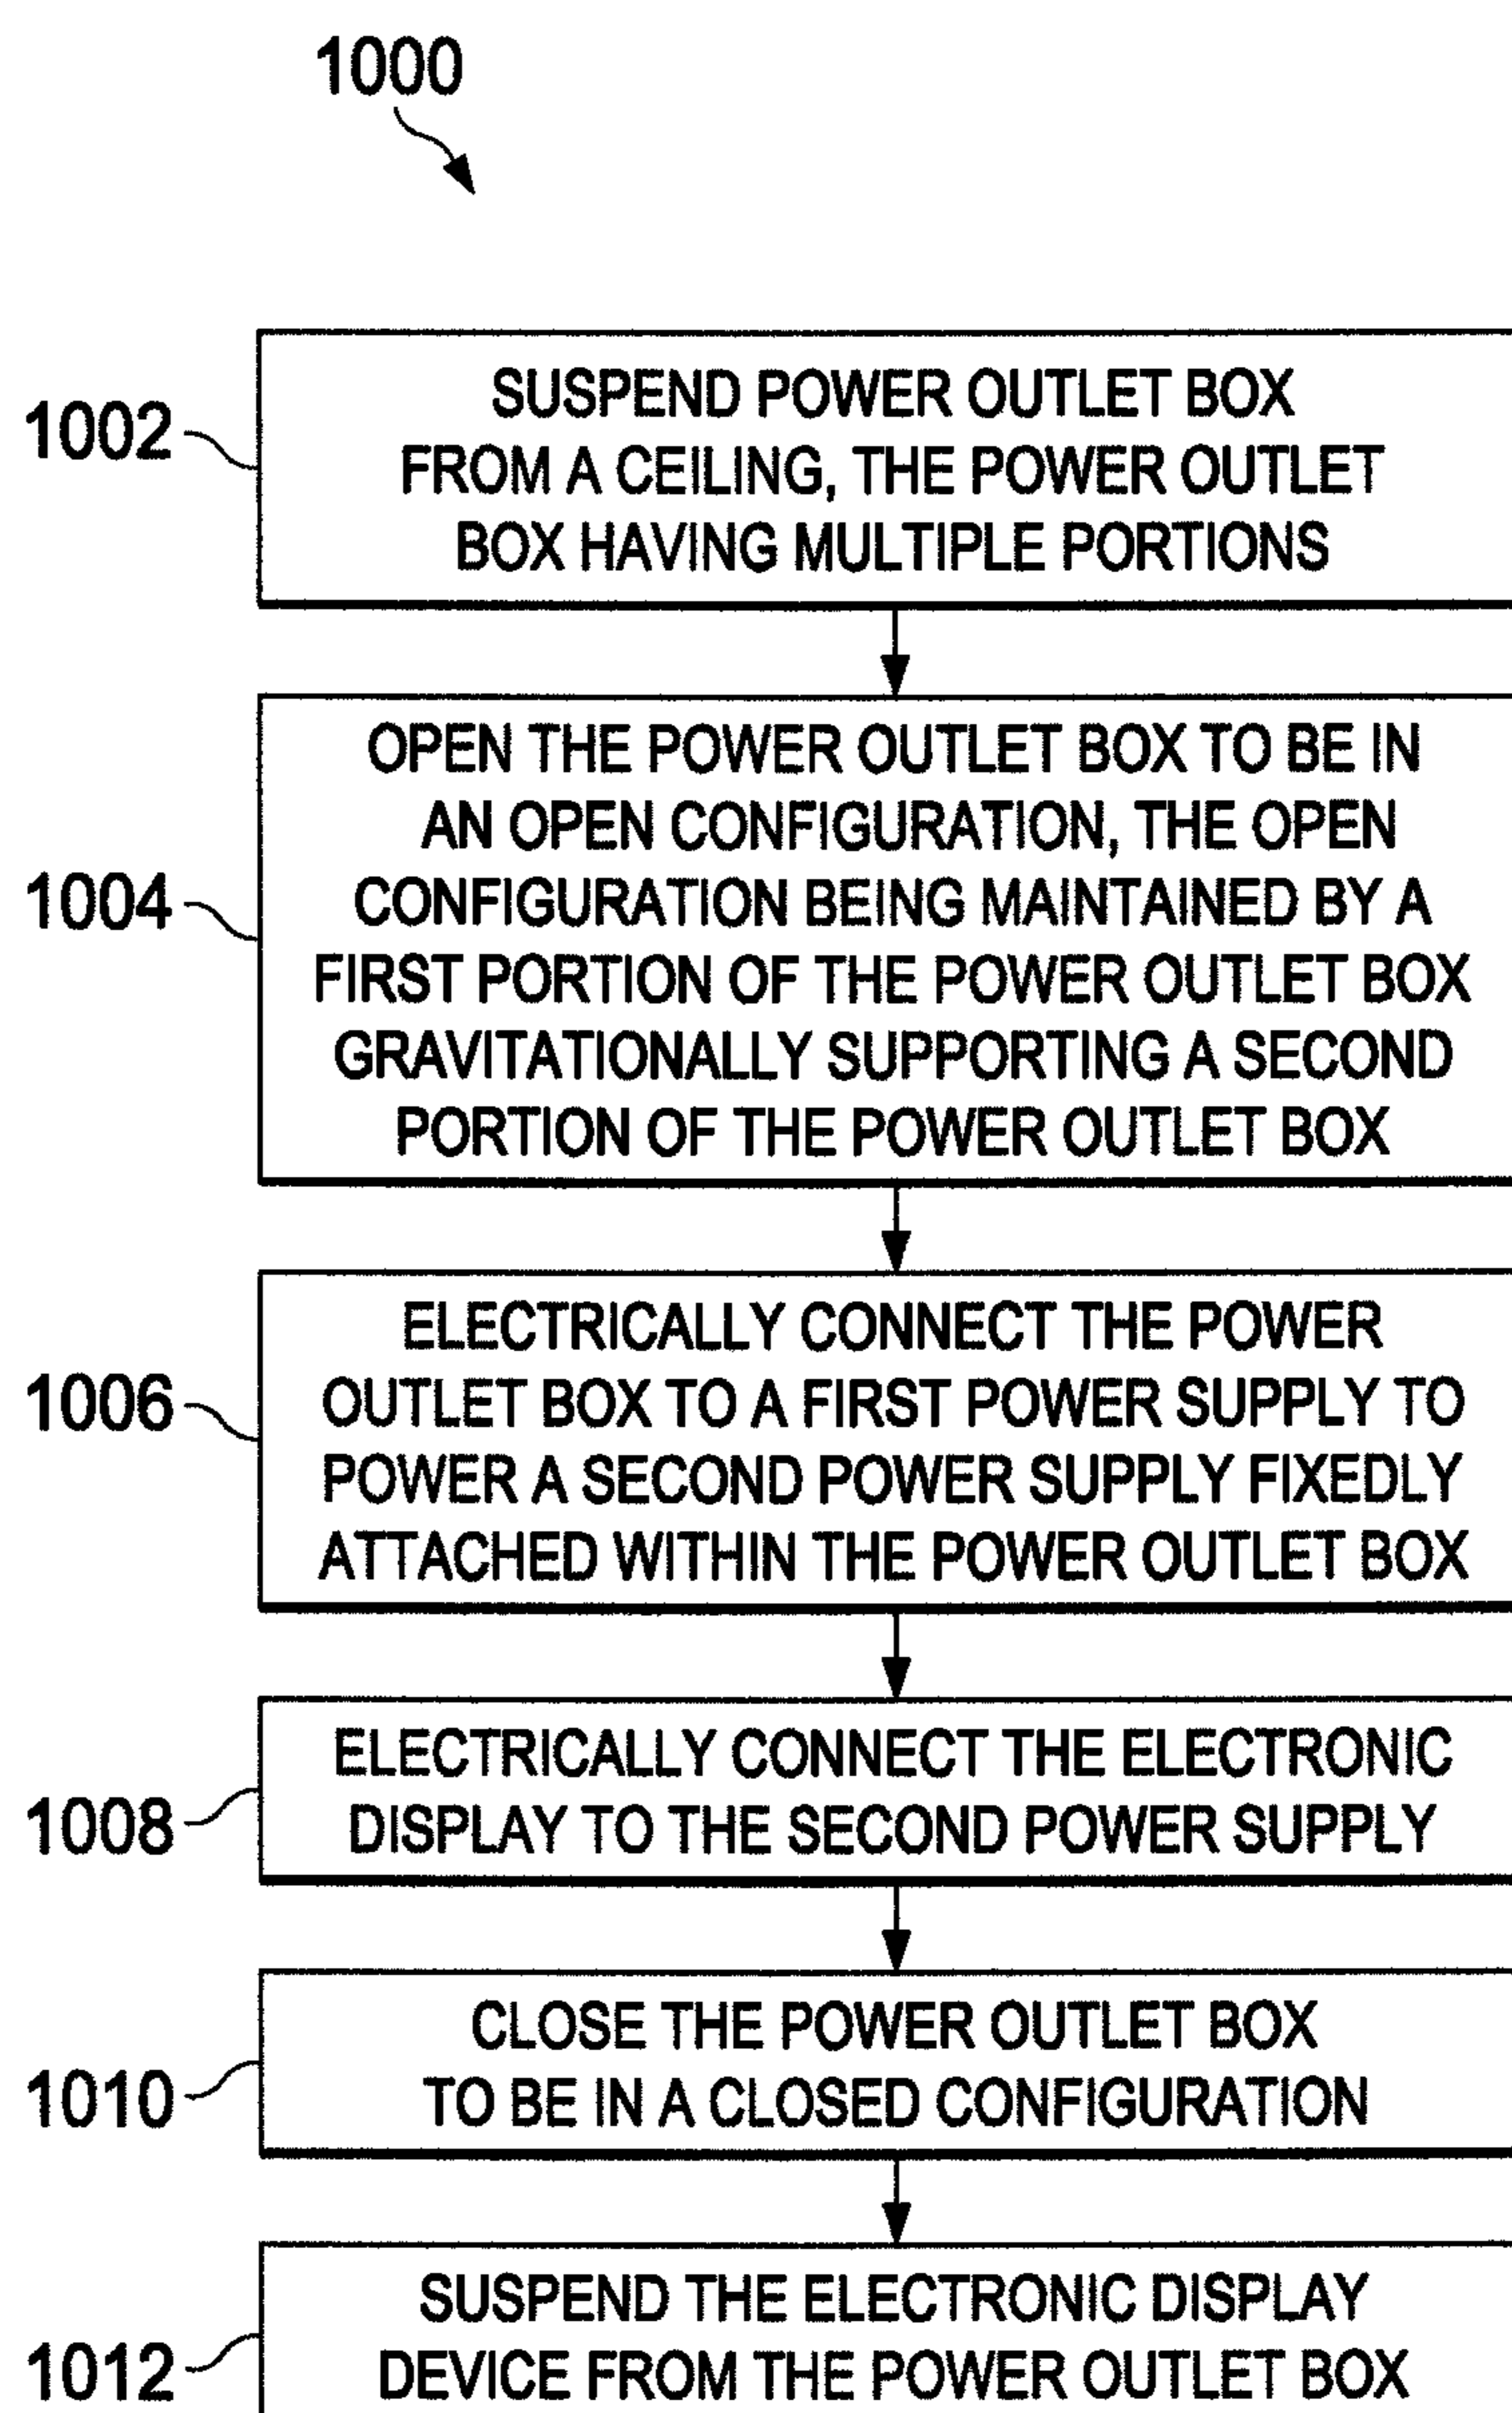 1000
1002
SUSPEND POWER OUTLET BOX
FROM A CEILING, THE POWER OUTLET
BOX HAVING MULTIPLE PORTIONS
1004
OPEN THE POWER OUTLET BOX TO BE IN
AN OPEN CONFIGURATION, THE OPEN
CONFIGURATION BEING MAINTAINED BY A
FIRST PORTION OF THE POWER OUTLET BOX
GRAVITATIONALLY SUPPORTING A SECOND
PORTION OF THE POWER OUTLET BOX
1006
ELECTRICALLY CONNECT THE POWER
OUTLET BOX TO A FIRST POWER SUPPLY TO
POWER A SECOND POWER SUPPLY FIXEDLY
ATTACHED WITHIN THE POWER OUTLET BOX
1008
ELECTRICALLY CONNECT THE ELECTRONIC
DISPLAY TO THE SECOND POWER SUPPLY
1010
CLOSE THE POWER OUTLET BOX
TO BE IN A CLOSED CONFIGURATION
1012
SUSPEND THE ELECTRONIC DISPLAY
DEVICE FROM THE POWER OUTLET BOX